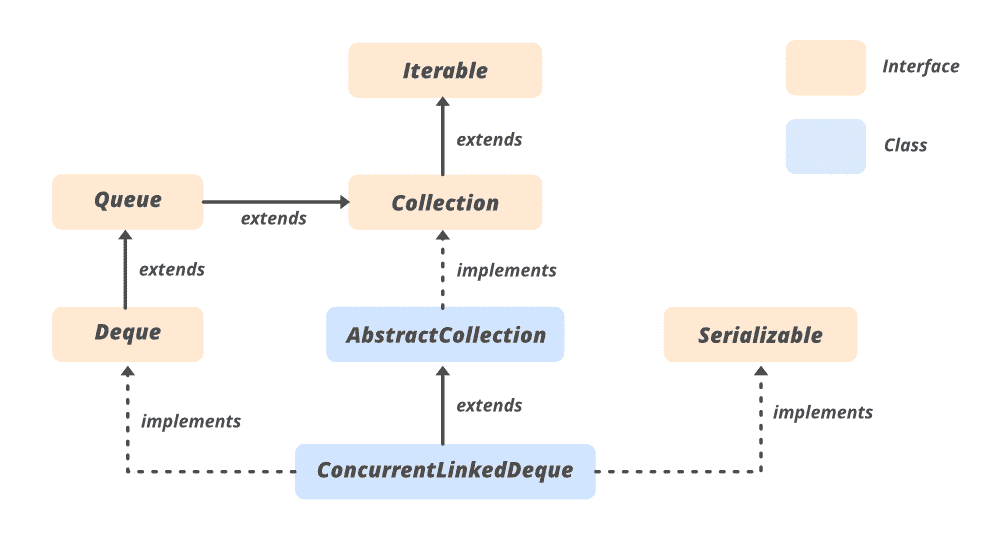 Iterable
Interface
extends
Class
Queue
Collection
extends
extends
implements
Deque
AbstractCollection
Serializable
implements
extends
implements
ConcurrentLinkedDeque